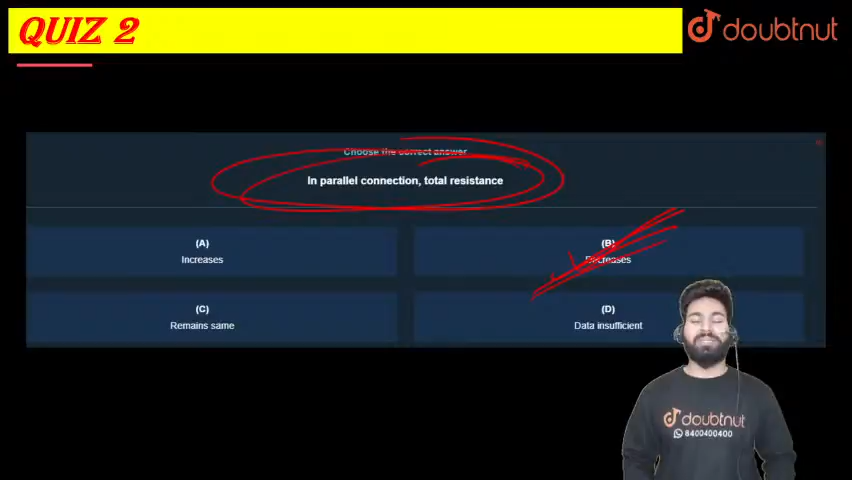 QUIZ 2
doubtnut
Choose the correct answer
In parallel connection, total resistance
(A)
Increases
(B)
Decreases
(C)
Remains same
(D)
Data insufficient
doubtnut
8400400400